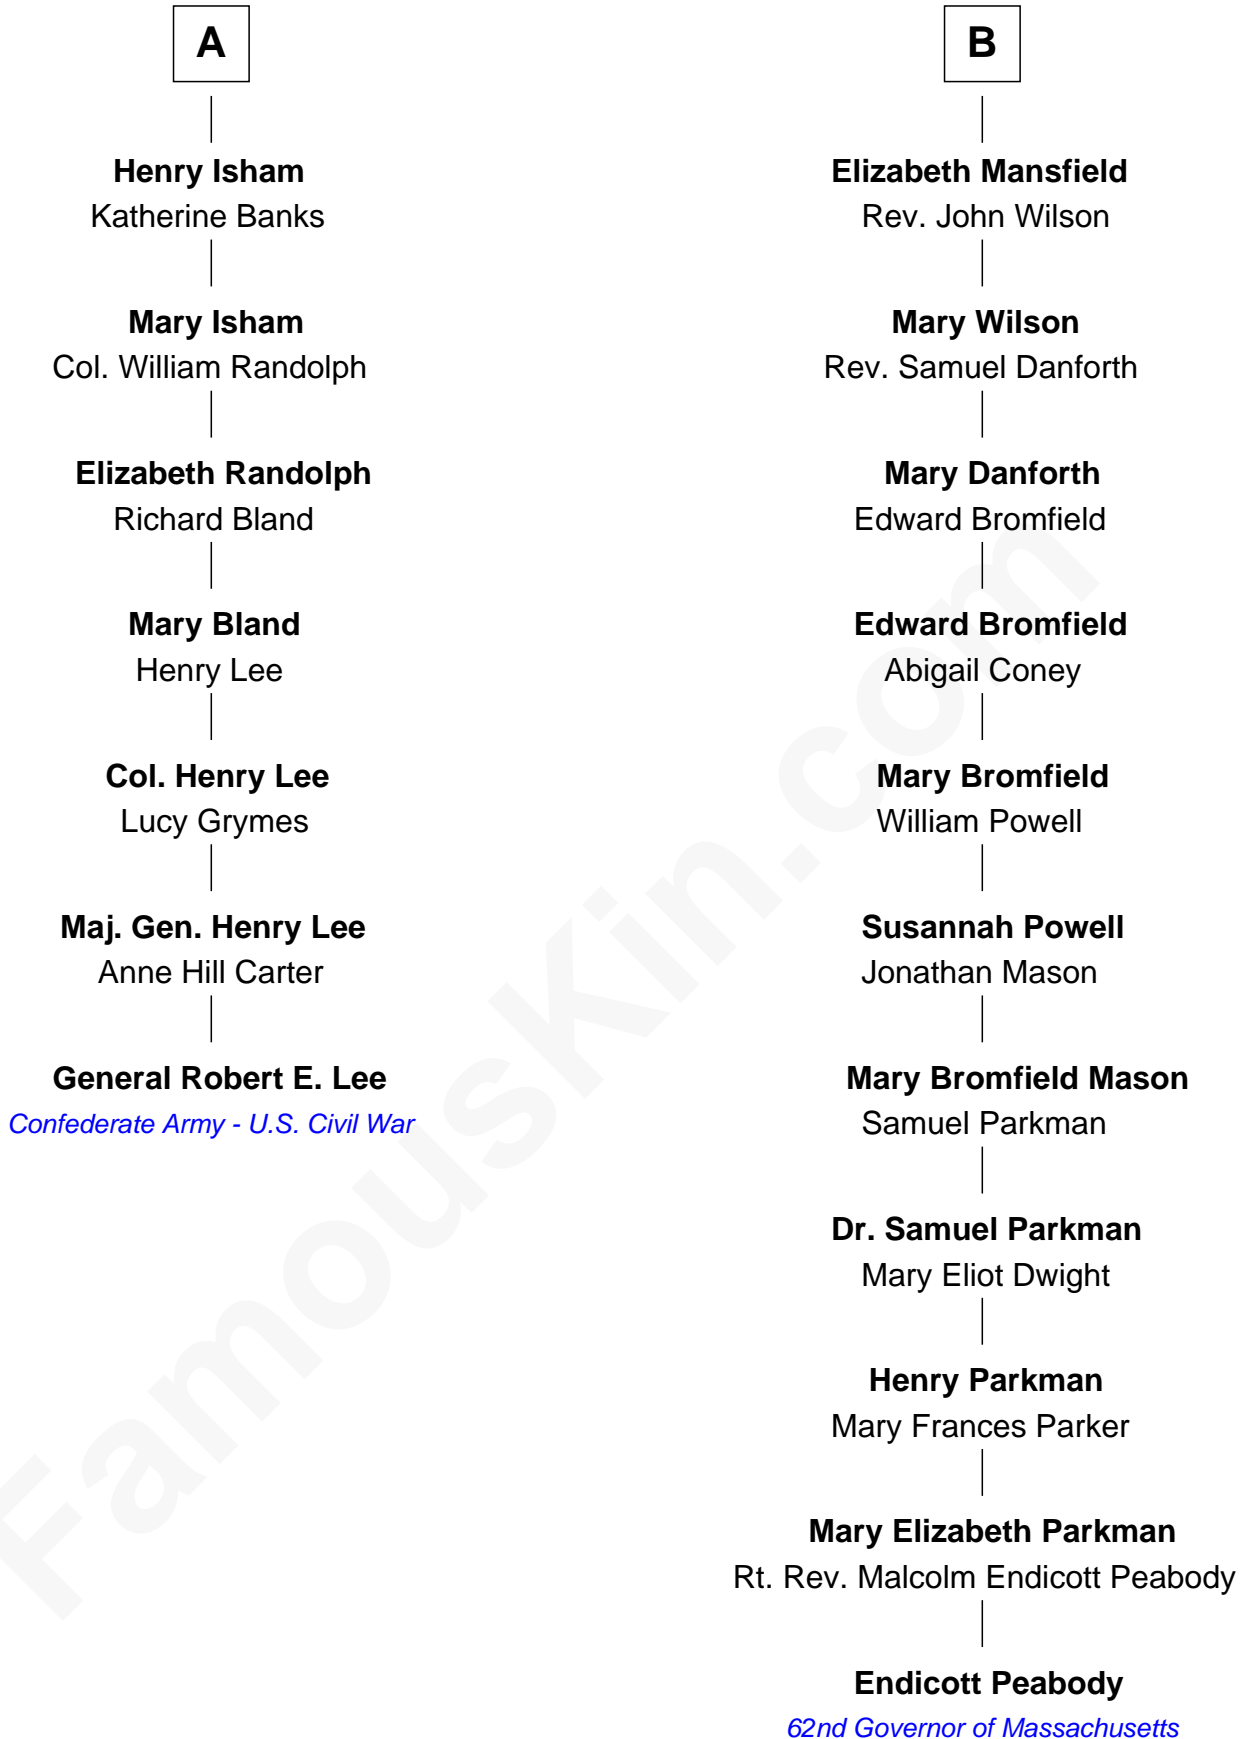 A
Henry Isham
Katherine Banks
Mary Isham
Col. William Randolph
Elizabeth Randolph
Richard Bland
Mary Bland
Henry Lee
Col. Henry Lee
Lucy Grymes
Maj. Gen. Henry Lee
Anne Hill Carter
General Robert E. Lee
Confederate Army - U.S. Civil War
B
Elizabeth Mansfield
Rev. John Wilson
Mary Wilson
Rev. Samuel Danforth
Mary Danforth
Edward Bromfield
Edward Bromfield
Abigail Coney
Mary Bromfield
William Powell
Susannah Powell
Jonathan Mason
Mary Bromfield Mason
Samuel Parkman
Dr. Samuel Parkman
Mary Eliot Dwight
Henry Parkman
Mary Frances Parker
Mary Elizabeth Parkman
Rt. Rev. Malcolm Endicott Peabody
Endicott Peabody
62nd Governor of Massachusetts
FamousKin.com